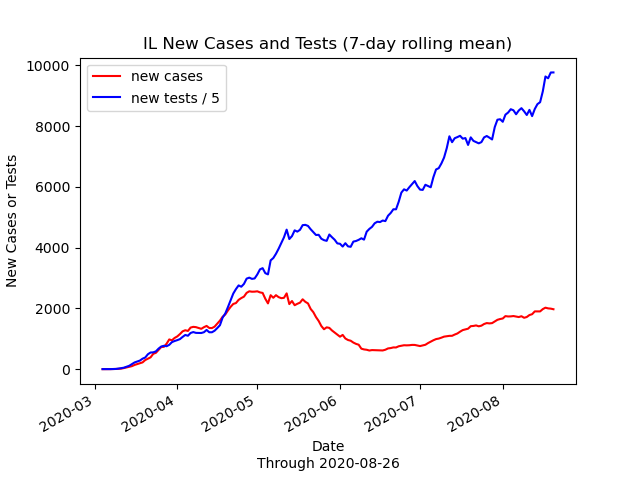 IL New Cases and Tests (7-day rolling mean)
new cases
new tests / 5
New Cases or Tests
10000
8000
6000
4000
2000
0
2020-03
2020-04
2020-05
2020-06
2020-07
2020-08
Date
Through 2020-08-26